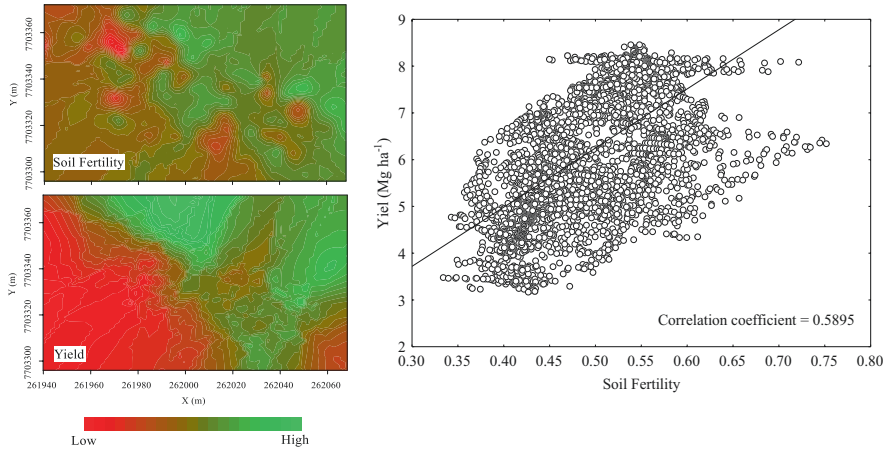 7703360
7703340
7703320
7703300
Y (m)
Soil Fertility
7703360
7703340
7703320
7703300
Y (m)
Yield
261940 261960 261980 262000 262020 262040 262060
X (m)
Low High
9
8
7
6
5
4
3
2
Yiel (Mg ha⁻¹)
Correlation coefficient = 0.5895
0.30 0.35 0.40 0.45 0.50 0.55 0.60 0.65 0.70 0.75 0.80
Soil Fertility